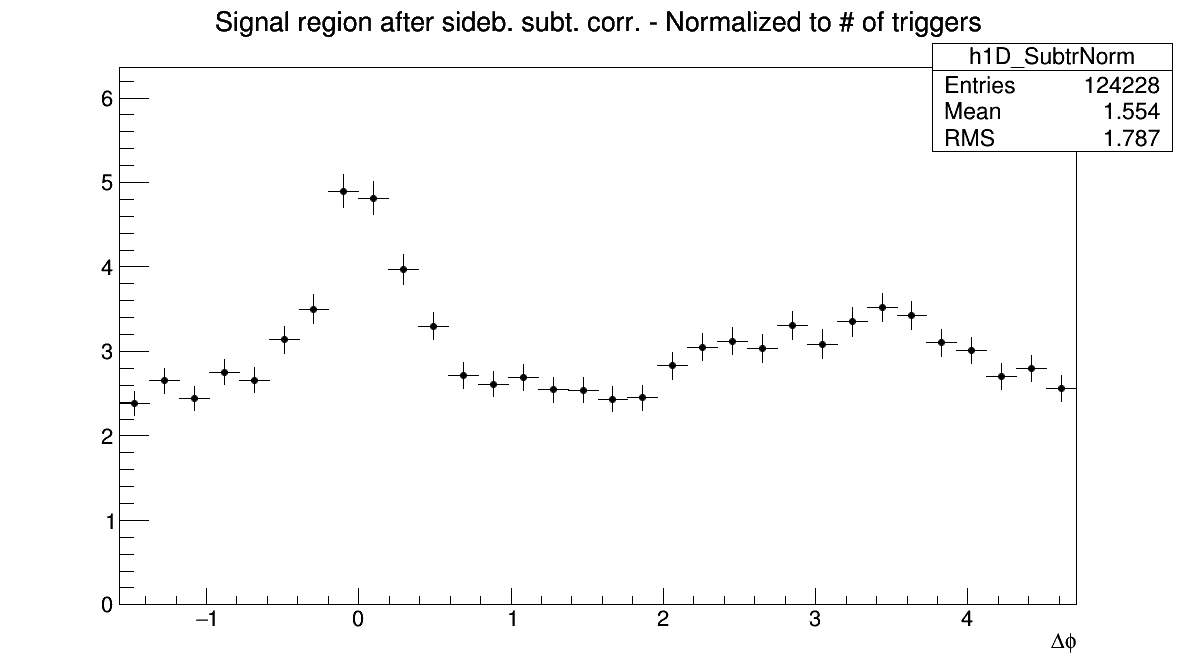 Signal region after sideb. subt. corr. - Normalized to # of triggers
h1D_SubtrNorm
Entries 124228
Mean 1.554
RMS 1.787
6
5
4
3
2
1
0
−1 0 1 2 3 4
Δϕ